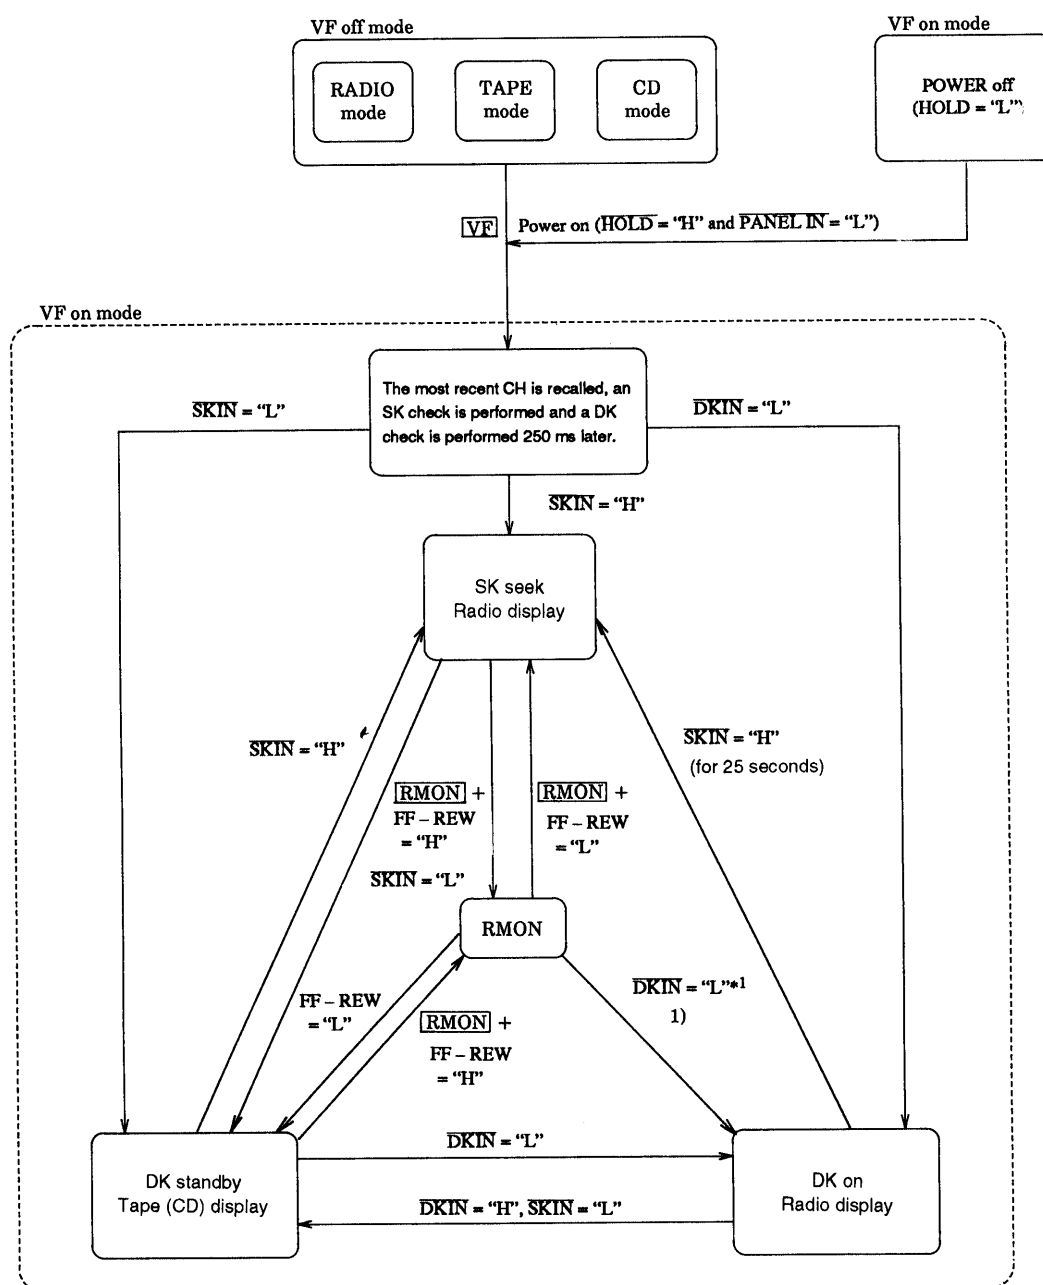 VF off mode
VF on mode
RADIO
mode
TAPE
mode
CD
mode
POWER off
(HOLD = “L”)
VF
Power on (HOLD = “H” and PANEL IN = “L”)
VF on mode
The most recent CH is recalled, an
SK check is performed and a DK
check is performed 250 ms later.
SKIN = “L”
DKIN = “L”
SKIN = “H”
SK seek
Radio display
SKIN = “H”
SKIN = “H”
(for 25 seconds)
RMON +
FF – REW
= “H”
RMON +
FF – REW
= “L”
SKIN = “L”
RMON
FF – REW
= “L”
RMON +
FF – REW
= “H”
DKIN = “L”*1
1)
DKIN = “L”
DK standby
Tape (CD) display
DK on
Radio display
DKIN = “H”, SKIN = “L”